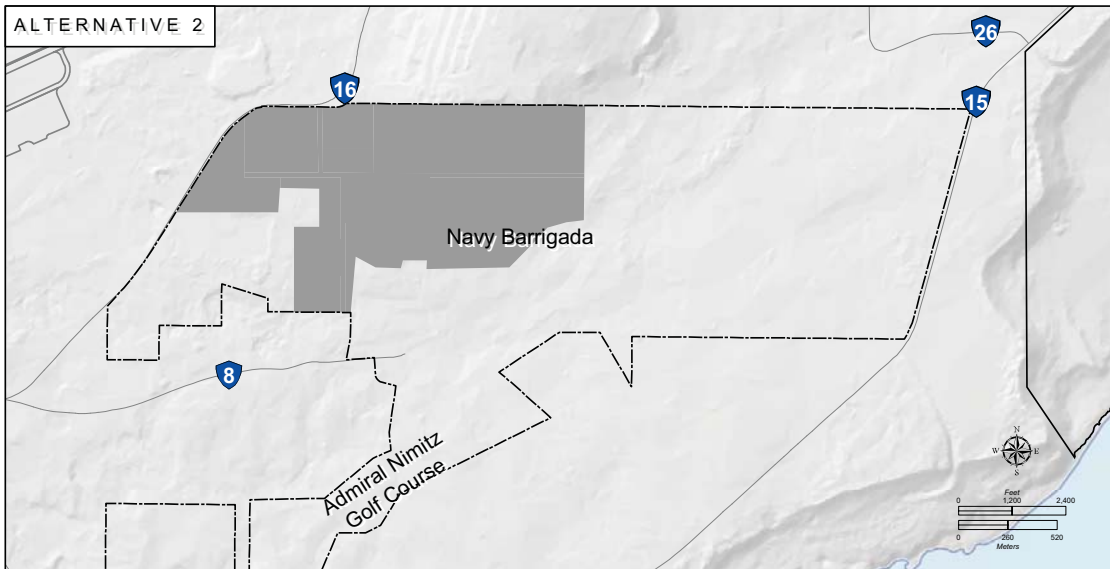 ALTERNATIVE 2
26
16
15
Navy Barrigada
8
Admiral Nimitz
Golf Course
N
W E
S
Feet
0 1,200 2,400
0 260 520
Meters